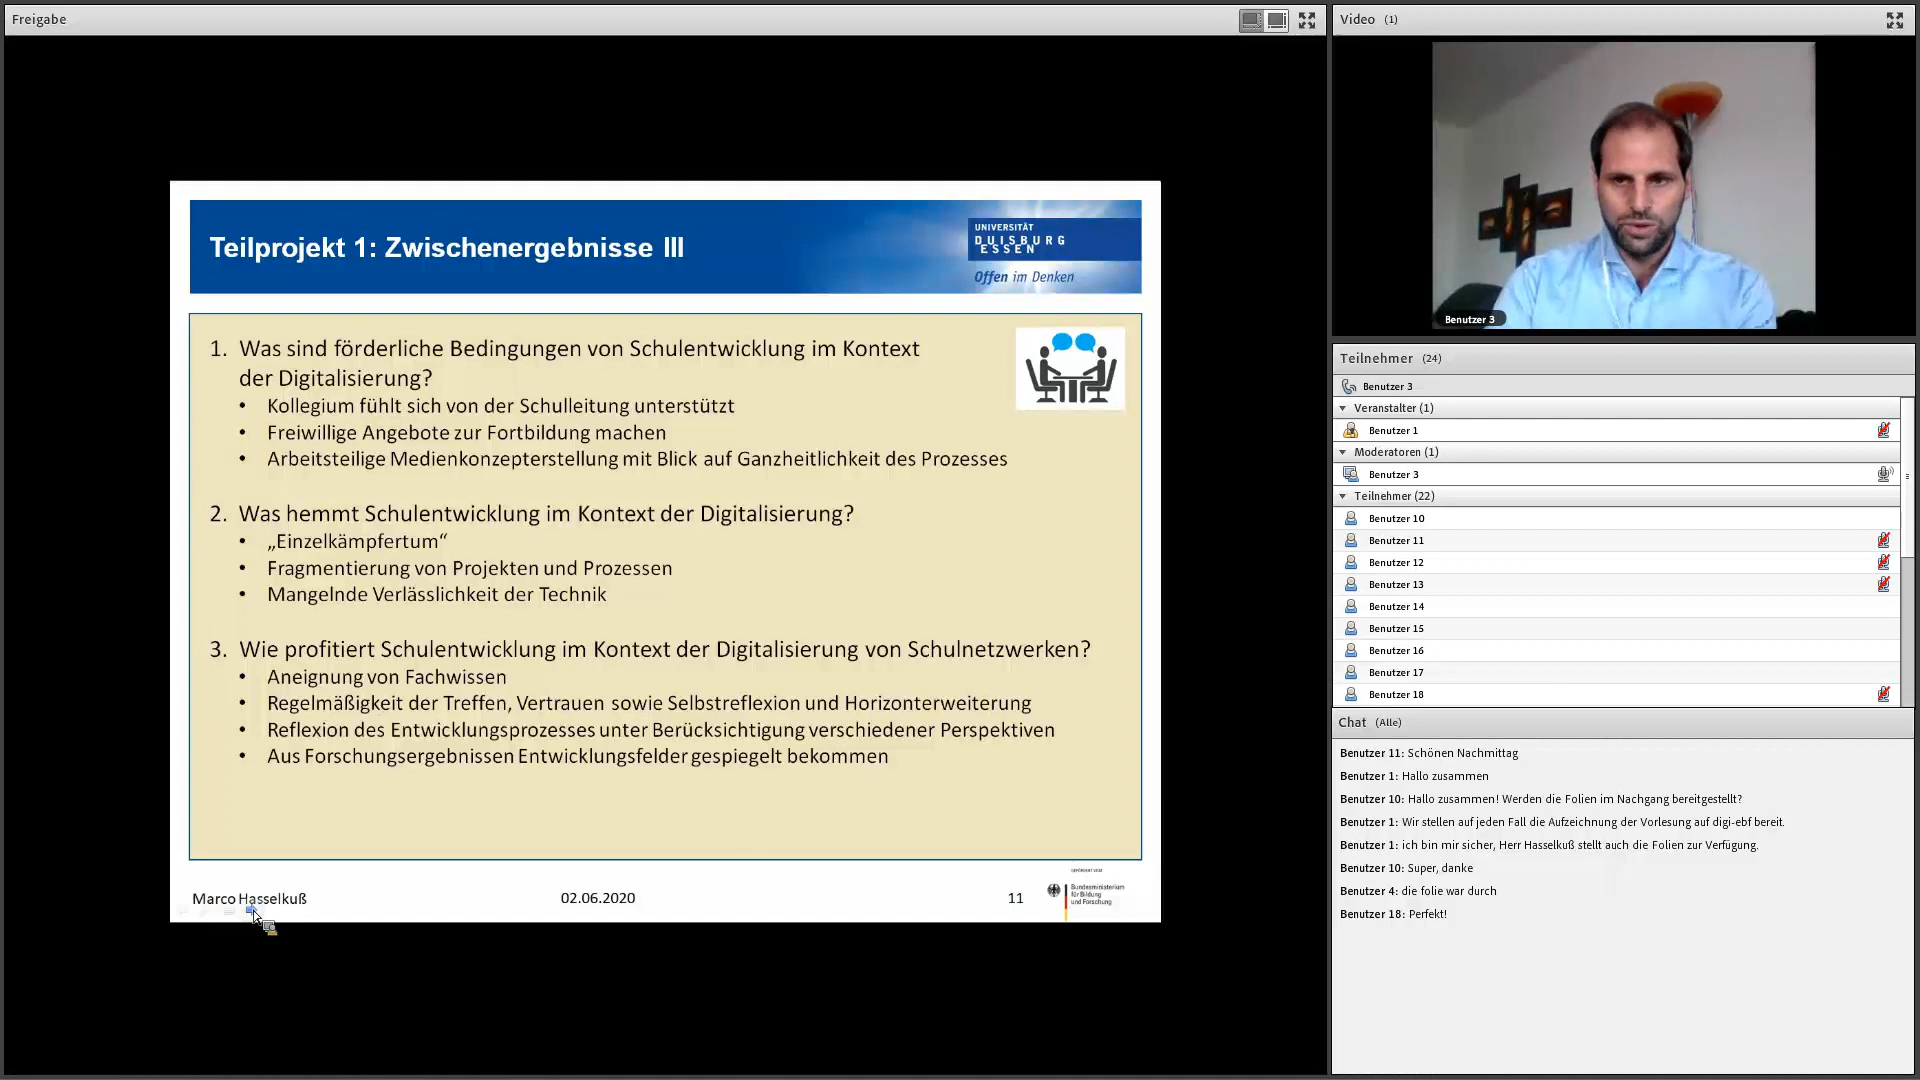 Freigabe
Teilprojekt 1: Zwischenergebnisse III
UNIVERSITÄT
DUISBURG
ESSEN
Offen im Denken
1. Was sind förderliche Bedingungen von Schulentwicklung im Kontext
der Digitalisierung?
• Kollegium fühlt sich von der Schulleitung unterstützt
• Freiwillige Angebote zur Fortbildung machen
• Arbeitsteilige Medienkonzepterstellung mit Blick auf Ganzheitlichkeit des Prozesses
2. Was hemmt Schulentwicklung im Kontext der Digitalisierung?
• „Einzelkämpfertum“
• Fragmentierung von Projekten und Prozessen
• Mangelnde Verlässlichkeit der Technik
3. Wie profitiert Schulentwicklung im Kontext der Digitalisierung von Schulnetzwerken?
• Aneignung von Fachwissen
• Regelmäßigkeit der Treffen, Vertrauen sowie Selbstreflexion und Horizonterweiterung
• Reflexion des Entwicklungsprozesses unter Berücksichtigung verschiedener Perspektiven
• Aus Forschungsergebnissen Entwicklungsfelder gespiegelt bekommen
Marco Hasselkuß
02.06.2020
11
GEFÖRDERT VOM
Bundesministerium
für Bildung
und Forschung
Video (1)
Benutzer 3
Teilnehmer (24)
Benutzer 3
Veranstalter (1)
Benutzer 1
Moderatoren (1)
Benutzer 3
Teilnehmer (22)
Benutzer 10
Benutzer 11
Benutzer 12
Benutzer 13
Benutzer 14
Benutzer 15
Benutzer 16
Benutzer 17
Benutzer 18
Chat (Alle)
Benutzer 11: Schönen Nachmittag
Benutzer 1: Hallo zusammen
Benutzer 10: Hallo zusammen! Werden die Folien im Nachgang bereitgestellt?
Benutzer 1: Wir stellen auf jeden Fall die Aufzeichnung der Vorlesung auf digi-ebf bereit.
Benutzer 1: ich bin mir sicher, Herr Hasselkuß stellt auch die Folien zur Verfügung.
Benutzer 10: Super, danke
Benutzer 4: die folie war durch
Benutzer 18: Perfekt!